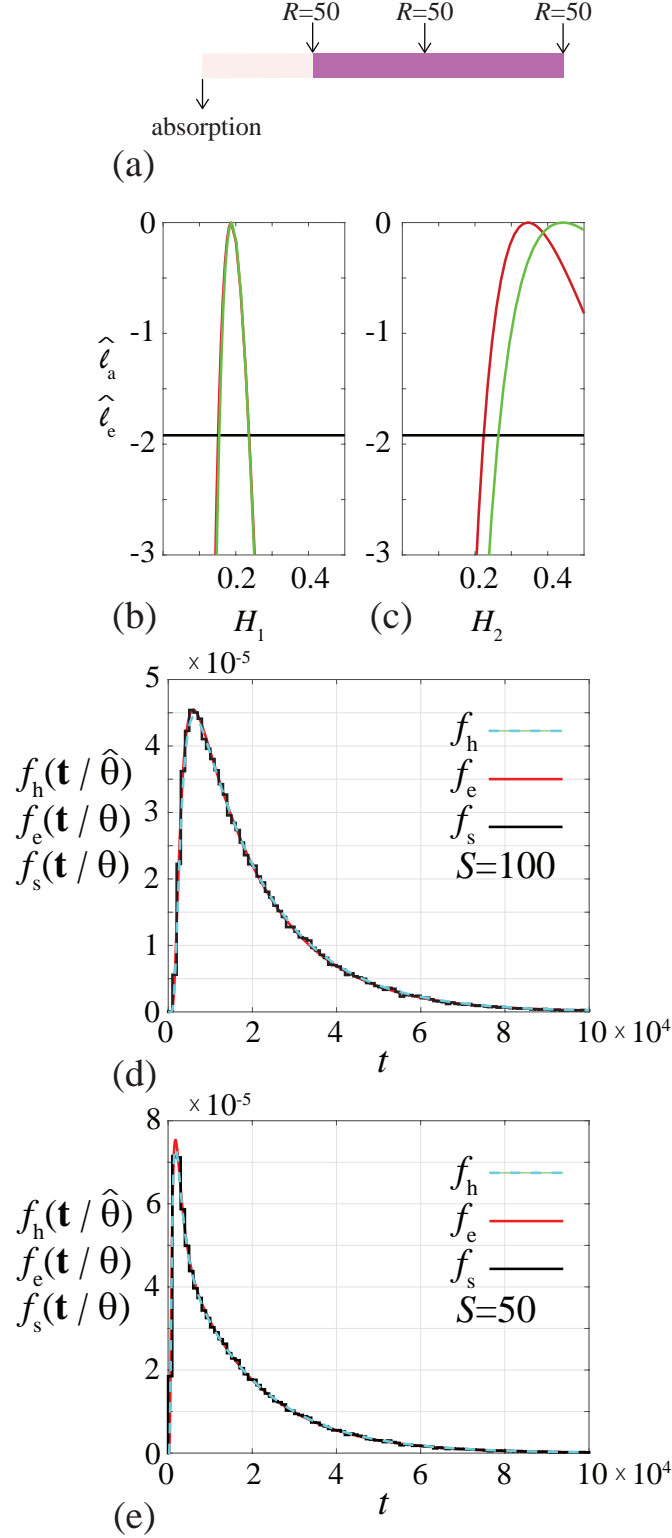 R=50 R=50 R=50
absorption
(a)
0 0
-1 -1
ℓ̂a
ℓ̂e
-2 -2
-3 -3
0.2 0.4 0.2 0.4
(b) H1 (c) H2
× 10-5
5
4
3
2
1
0
fh(t / θ̂)
fe(t / θ)
fs(t / θ)
fh
fe
fs
S=100
0 2 4 6 8 10 × 104
t
(d)
× 10-5
8
6
4
2
0
fh(t / θ̂)
fe(t / θ)
fs(t / θ)
fh
fe
fs
S=50
0 2 4 6 8 10 × 104
t
(e)